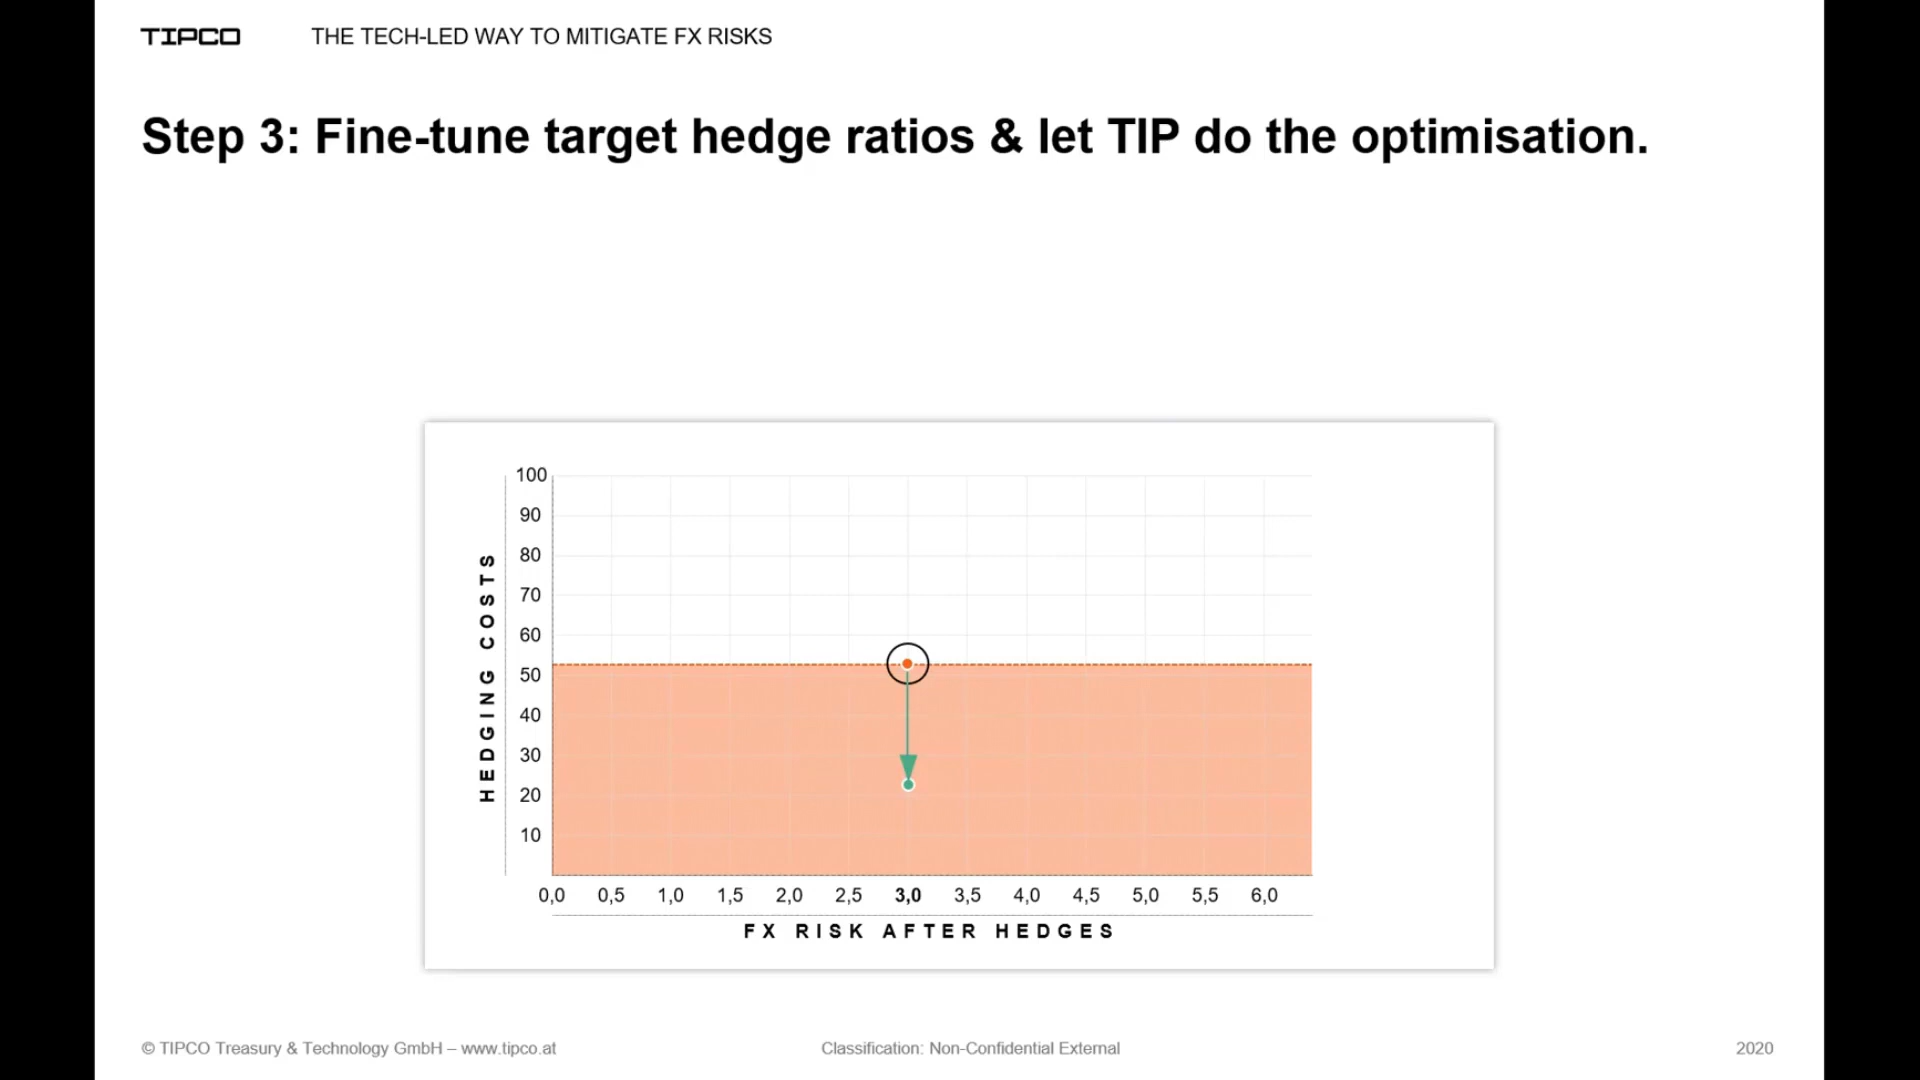 TIPCO
THE TECH-LED WAY TO MITIGATE FX RISKS
Step 3: Fine-tune target hedge ratios & let TIP do the optimisation.
HEDGING COSTS
100
90
80
70
60
50
40
30
20
10
0,0 0,5 1,0 1,5 2,0 2,5 3,0 3,5 4,0 4,5 5,0 5,5 6,0
FX RISK AFTER HEDGES
© TIPCO Treasury & Technology GmbH – www.tipco.at
Classification: Non-Confidential External
2020